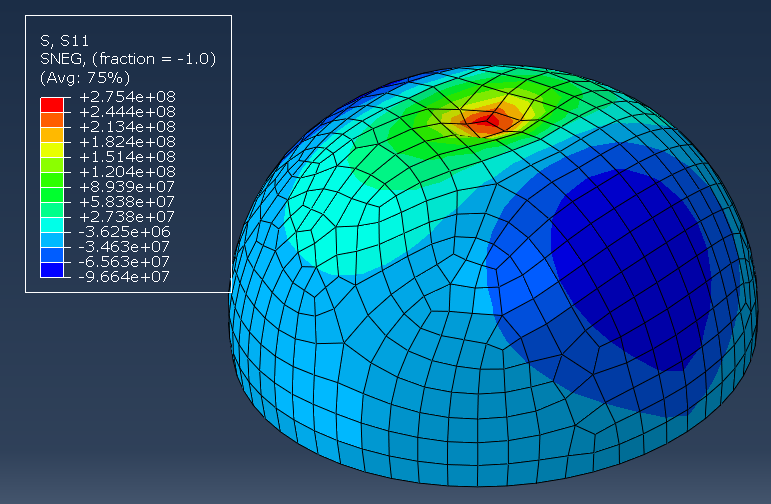 S, S11
SNEG, (fraction = -1.0)
(Avg: 75%)
+2.754e+08
+2.444e+08
+2.134e+08
+1.824e+08
+1.514e+08
+1.204e+08
+8.939e+07
+5.838e+07
+2.738e+07
-3.625e+06
-3.463e+07
-6.563e+07
-9.664e+07